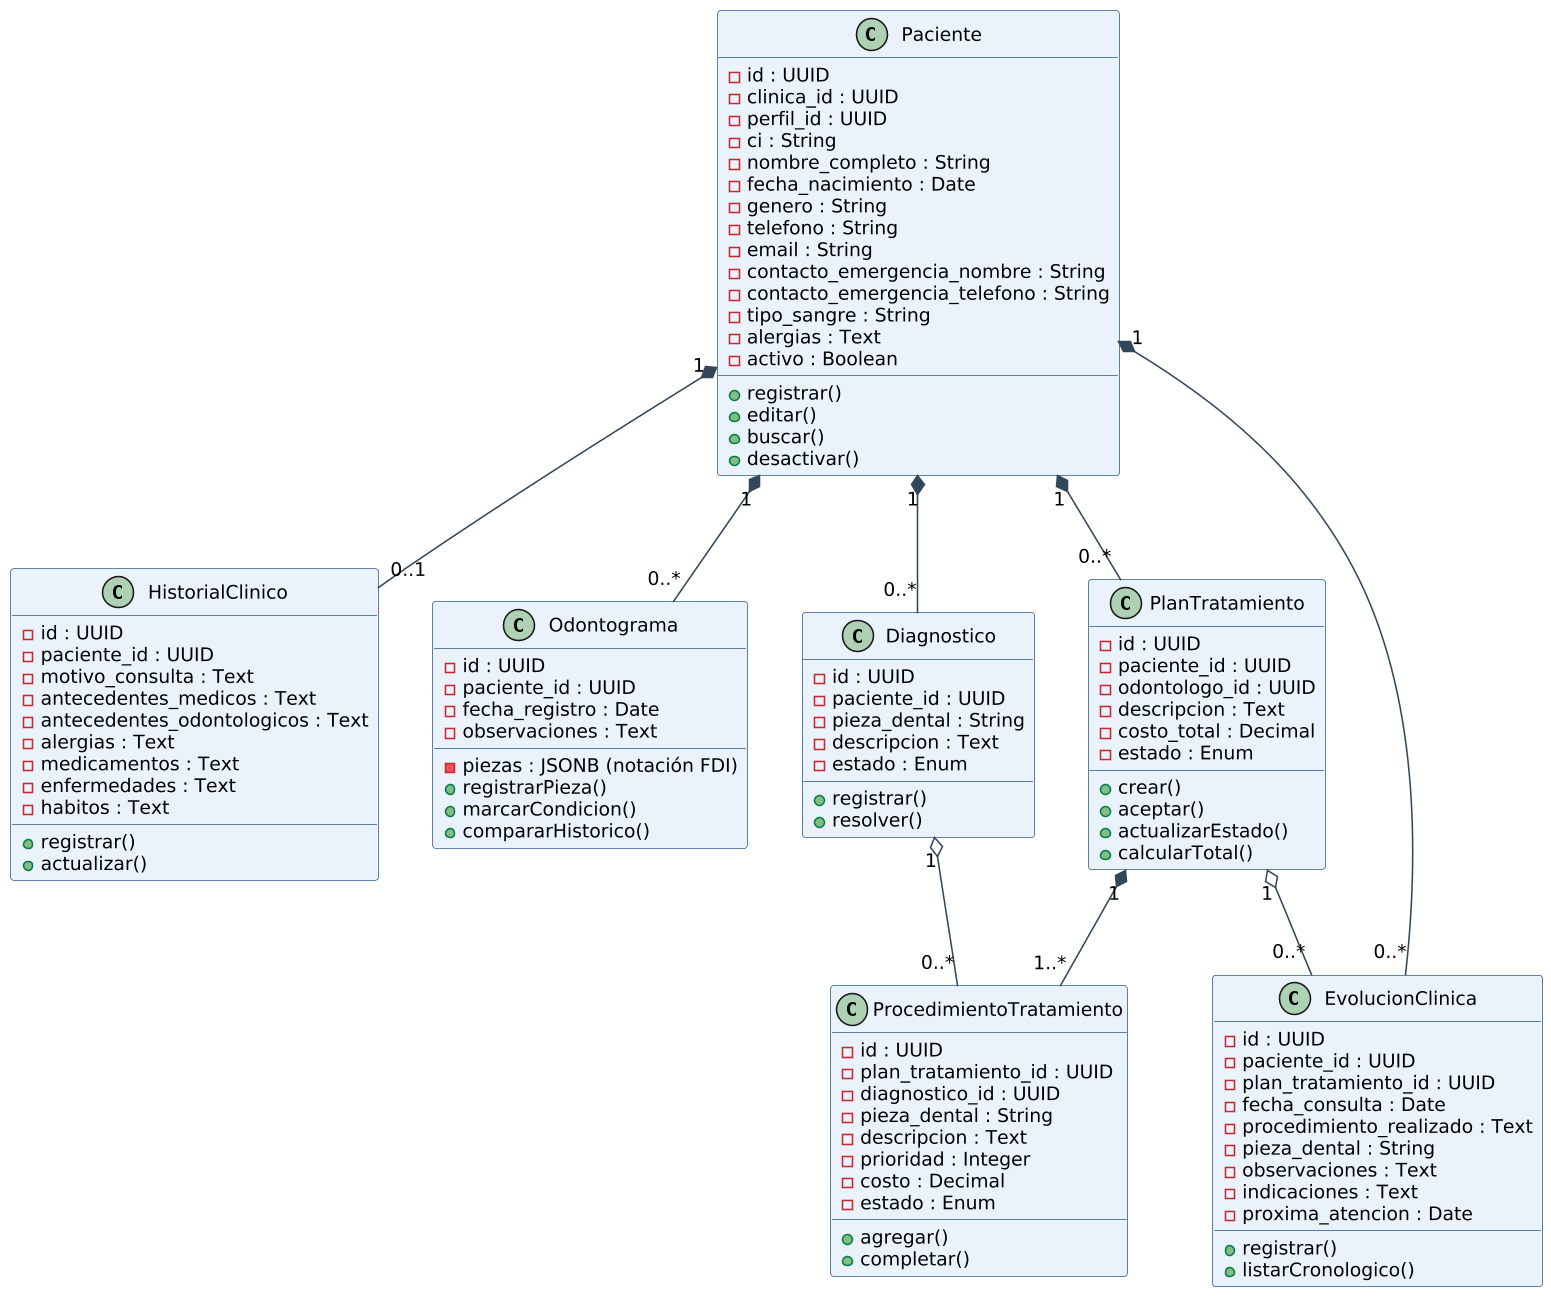 C Paciente
id : UUID
clinica_id : UUID
perfil_id : UUID
ci : String
nombre_completo : String
fecha_nacimiento : Date
genero : String
telefono : String
email : String
contacto_emergencia_nombre : String
contacto_emergencia_telefono : String
tipo_sangre : String
alergias : Text
activo : Boolean
registrar()
editar()
buscar()
desactivar()
1
1
1
1
1
0..1
0..*
0..*
0..*
C HistorialClinico
id : UUID
paciente_id : UUID
motivo_consulta : Text
antecedentes_medicos : Text
antecedentes_odontologicos : Text
alergias : Text
medicamentos : Text
enfermedades : Text
habitos : Text
registrar()
actualizar()
C Odontograma
id : UUID
paciente_id : UUID
fecha_registro : Date
observaciones : Text
piezas : JSONB (notación FDI)
registrarPieza()
marcarCondicion()
compararHistorico()
C Diagnostico
id : UUID
paciente_id : UUID
pieza_dental : String
descripcion : Text
estado : Enum
registrar()
resolver()
C PlanTratamiento
id : UUID
paciente_id : UUID
odontologo_id : UUID
descripcion : Text
costo_total : Decimal
estado : Enum
crear()
aceptar()
actualizarEstado()
calcularTotal()
1
1
1
0..*
1..*
0..*
0..*
C ProcedimientoTratamiento
id : UUID
plan_tratamiento_id : UUID
diagnostico_id : UUID
pieza_dental : String
descripcion : Text
prioridad : Integer
costo : Decimal
estado : Enum
agregar()
completar()
C EvolucionClinica
id : UUID
paciente_id : UUID
plan_tratamiento_id : UUID
fecha_consulta : Date
procedimiento_realizado : Text
pieza_dental : String
observaciones : Text
indicaciones : Text
proxima_atencion : Date
registrar()
listarCronologico()